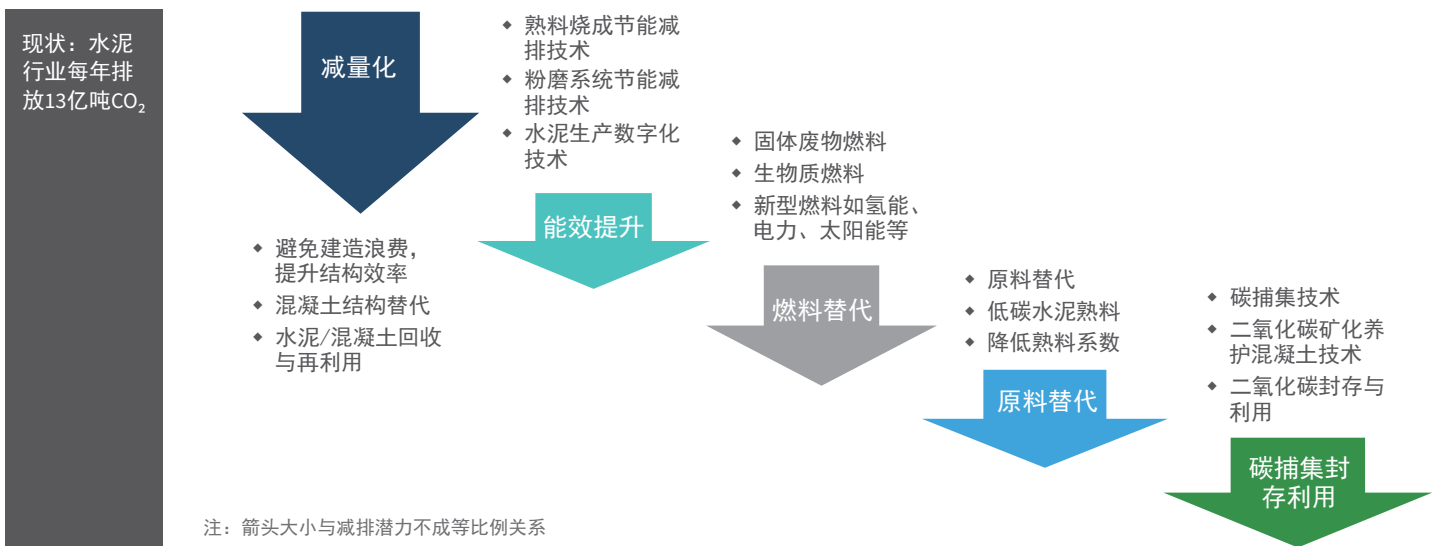 现状：水泥
行业每年排
放13亿吨CO₂
减量化
◆ 避免建造浪费，
提升结构效率
◆ 混凝土结构替代
◆ 水泥/混凝土回收
与再利用
◆ 熟料烧成节能减
排技术
◆ 粉磨系统节能减
排技术
◆ 水泥生产数字化
技术
能效提升
◆ 固体废物燃料
◆ 生物质燃料
◆ 新型燃料如氢能、
电力、太阳能等
燃料替代
◆ 原料替代
◆ 低碳水泥熟料
◆ 降低熟料系数
原料替代
◆ 碳捕集技术
◆ 二氧化碳矿化养
护混凝土技术
◆ 二氧化碳封存与
利用
碳捕集封
存利用
注：箭头大小与减排潜力不成等比例关系